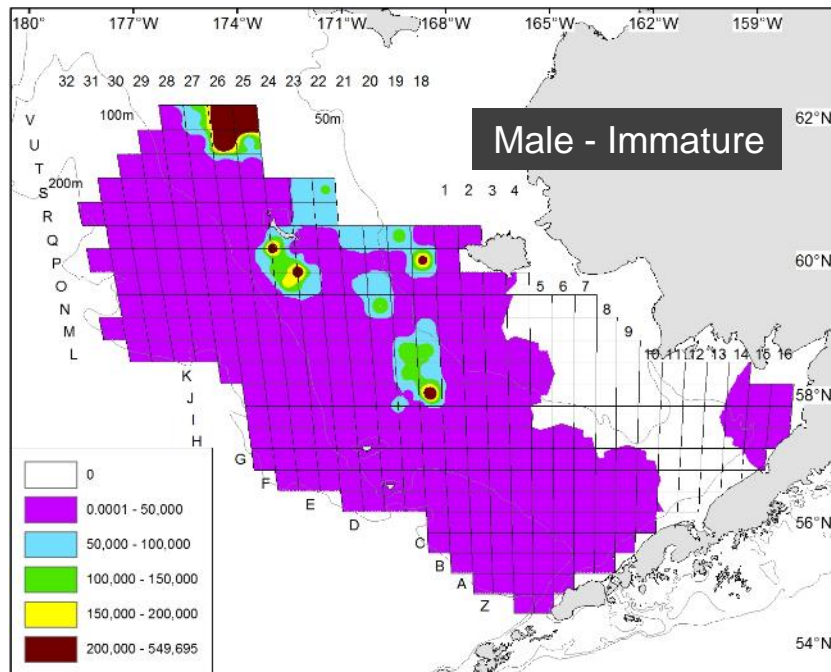 180° 177°W 174°W 171°W 168°W 165°W 162°W 159°W
32 31 30 29 28 27 26 25 24 23 22 21 20 19 18
100m
50m
62°N
Male - Immature
V
U
T
S
R
Q
P
O
N
M
L
200m
1 2 3 4
60°N
5 6 7
8
9
10 11 12 13 14 15 16
58°N
K
J
I
H
G
F
E
D
C
B
A
Z
56°N
54°N
0
0.0001 - 50,000
50,000 - 100,000
100,000 - 150,000
150,000 - 200,000
200,000 - 549,695